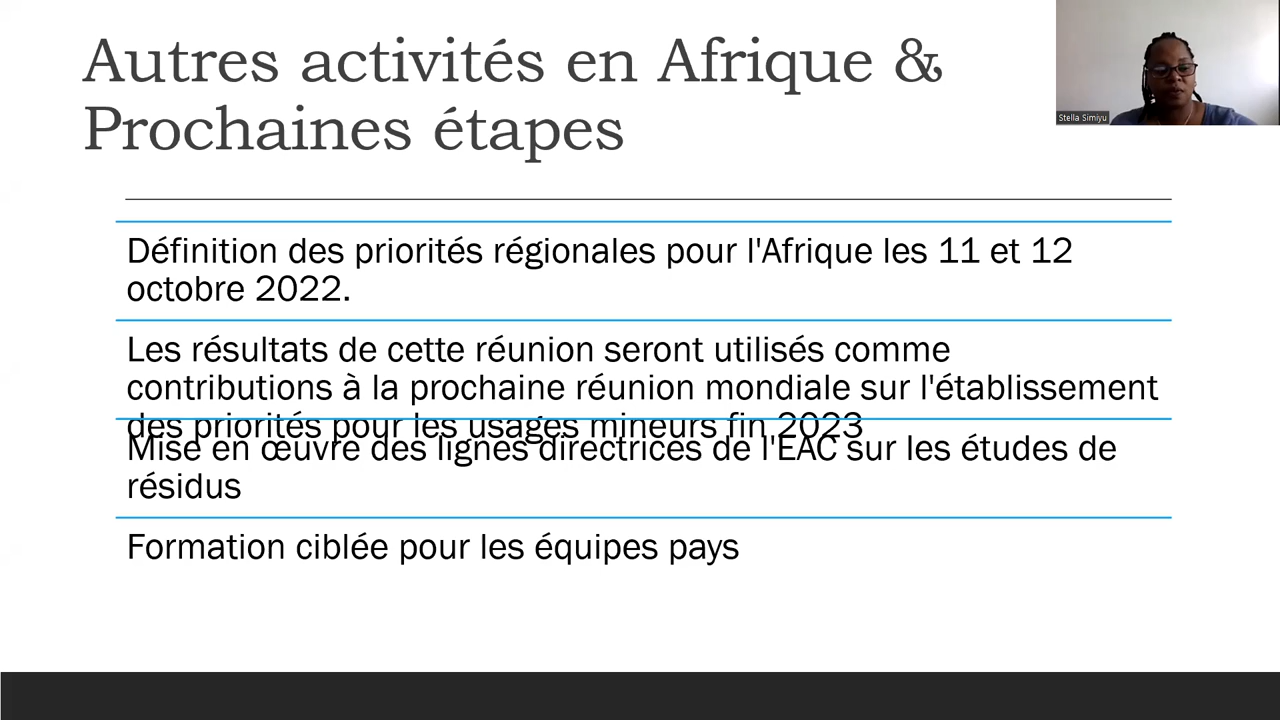 Autres activités en Afrique &
Prochaines étapes
Stella Simiyu
Définition des priorités régionales pour l'Afrique les 11 et 12
octobre 2022.
Les résultats de cette réunion seront utilisés comme
contributions à la prochaine réunion mondiale sur l'établissement
des priorités pour les usages mineurs fin 2023
Mise en œuvre des lignes directrices de l'EAC sur les études de
résidus
Formation ciblée pour les équipes pays